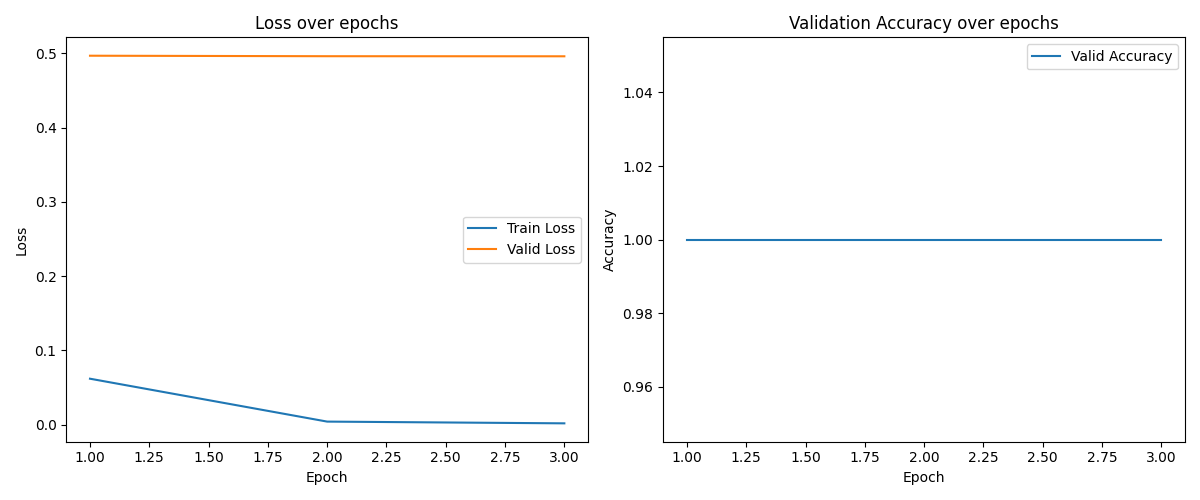 Loss over epochs
0.5
0.4
0.3
0.2
0.1
0.0
Loss
Train Loss
Valid Loss
1.00 1.25 1.50 1.75 2.00 2.25 2.50 2.75 3.00
Epoch
Validation Accuracy over epochs
Valid Accuracy
1.04
1.02
1.00
0.98
0.96
Accuracy
1.00 1.25 1.50 1.75 2.00 2.25 2.50 2.75 3.00
Epoch